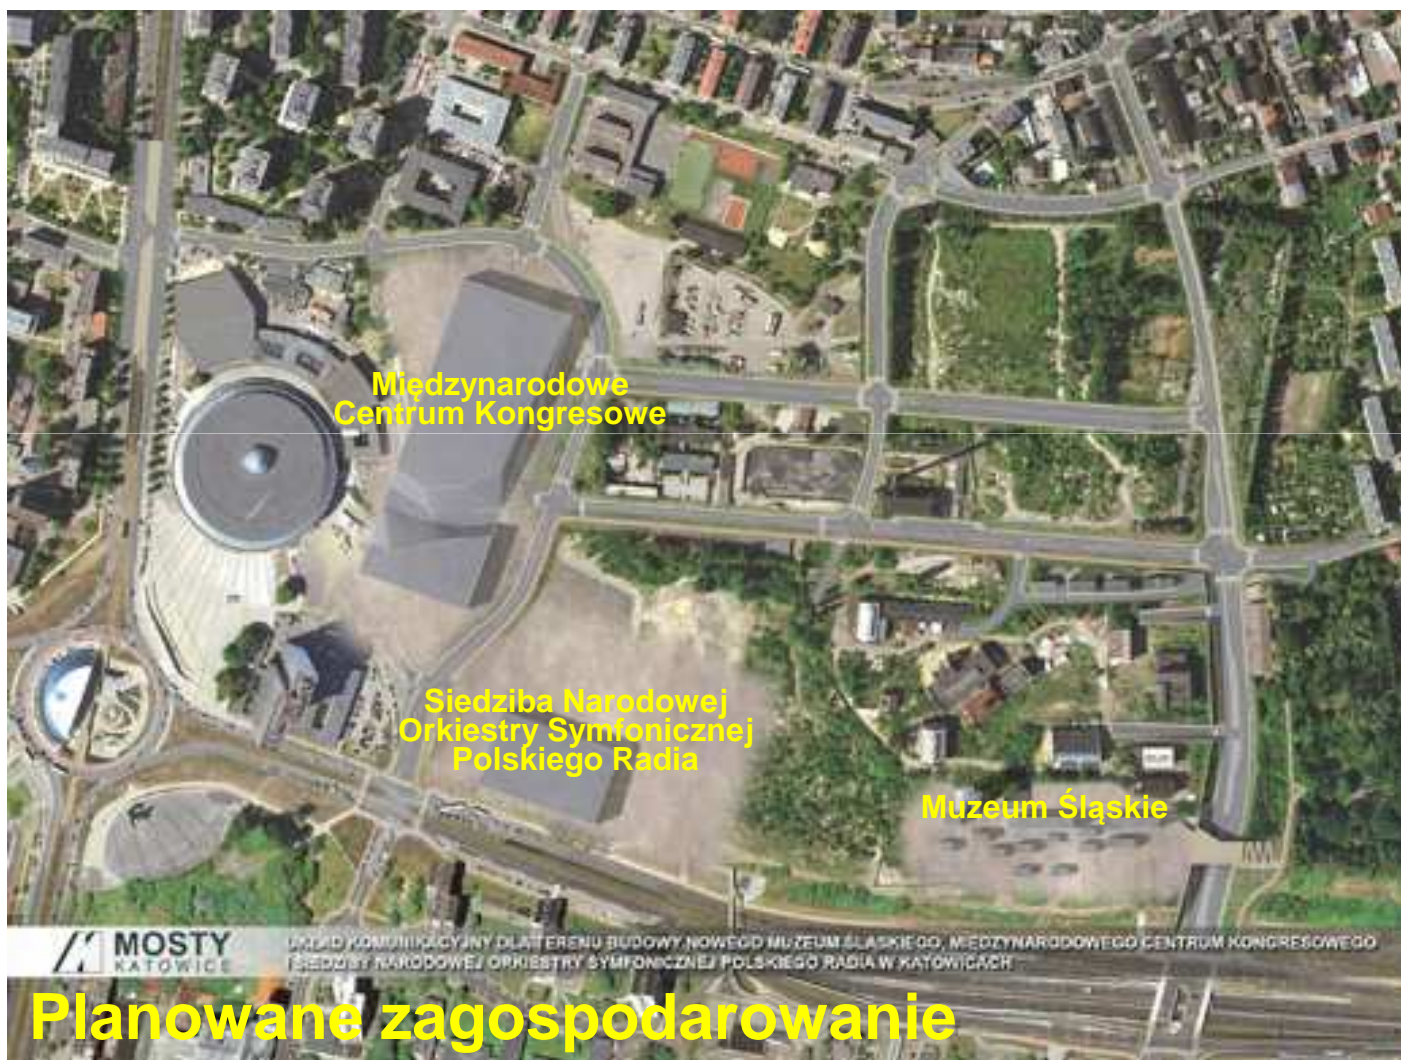 Międzynarodowe
Centrum Kongresowe
Siedziba Narodowej
Orkiestry Symfonicznej
Polskiego Radia
Muzeum Śląskie
MOSTY
KATOWICE
UKŁAD KOMUNIKACYJNY DLA TERENU BUDOWY NOWEGO MUZEUM ŚLĄSKIEGO, MIĘDZYNARODOWEGO CENTRUM KONGRESOWEGO
I SIEDZIBY NARODOWEJ ORKIESTRY SYMFONICZNEJ POLSKIEGO RADIA W KATOWICACH
Planowane zagospodarowanie